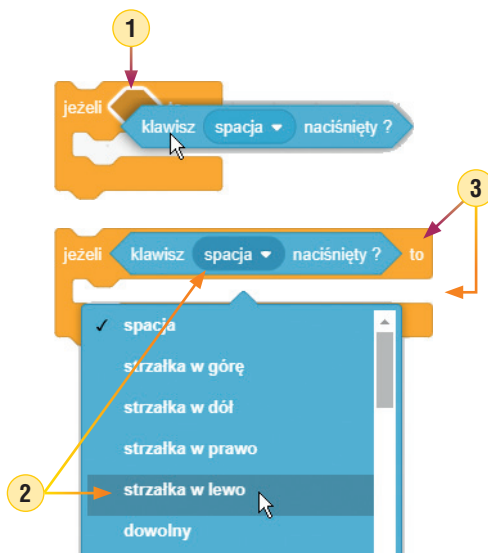 1
jeżeli
klawisz spacja naciśnięty ?
3
jeżeli klawisz spacja naciśnięty ? to
✓ spacja
strzałka w górę
strzałka w dół
strzałka w prawo
2
strzałka w lewo
dowolny